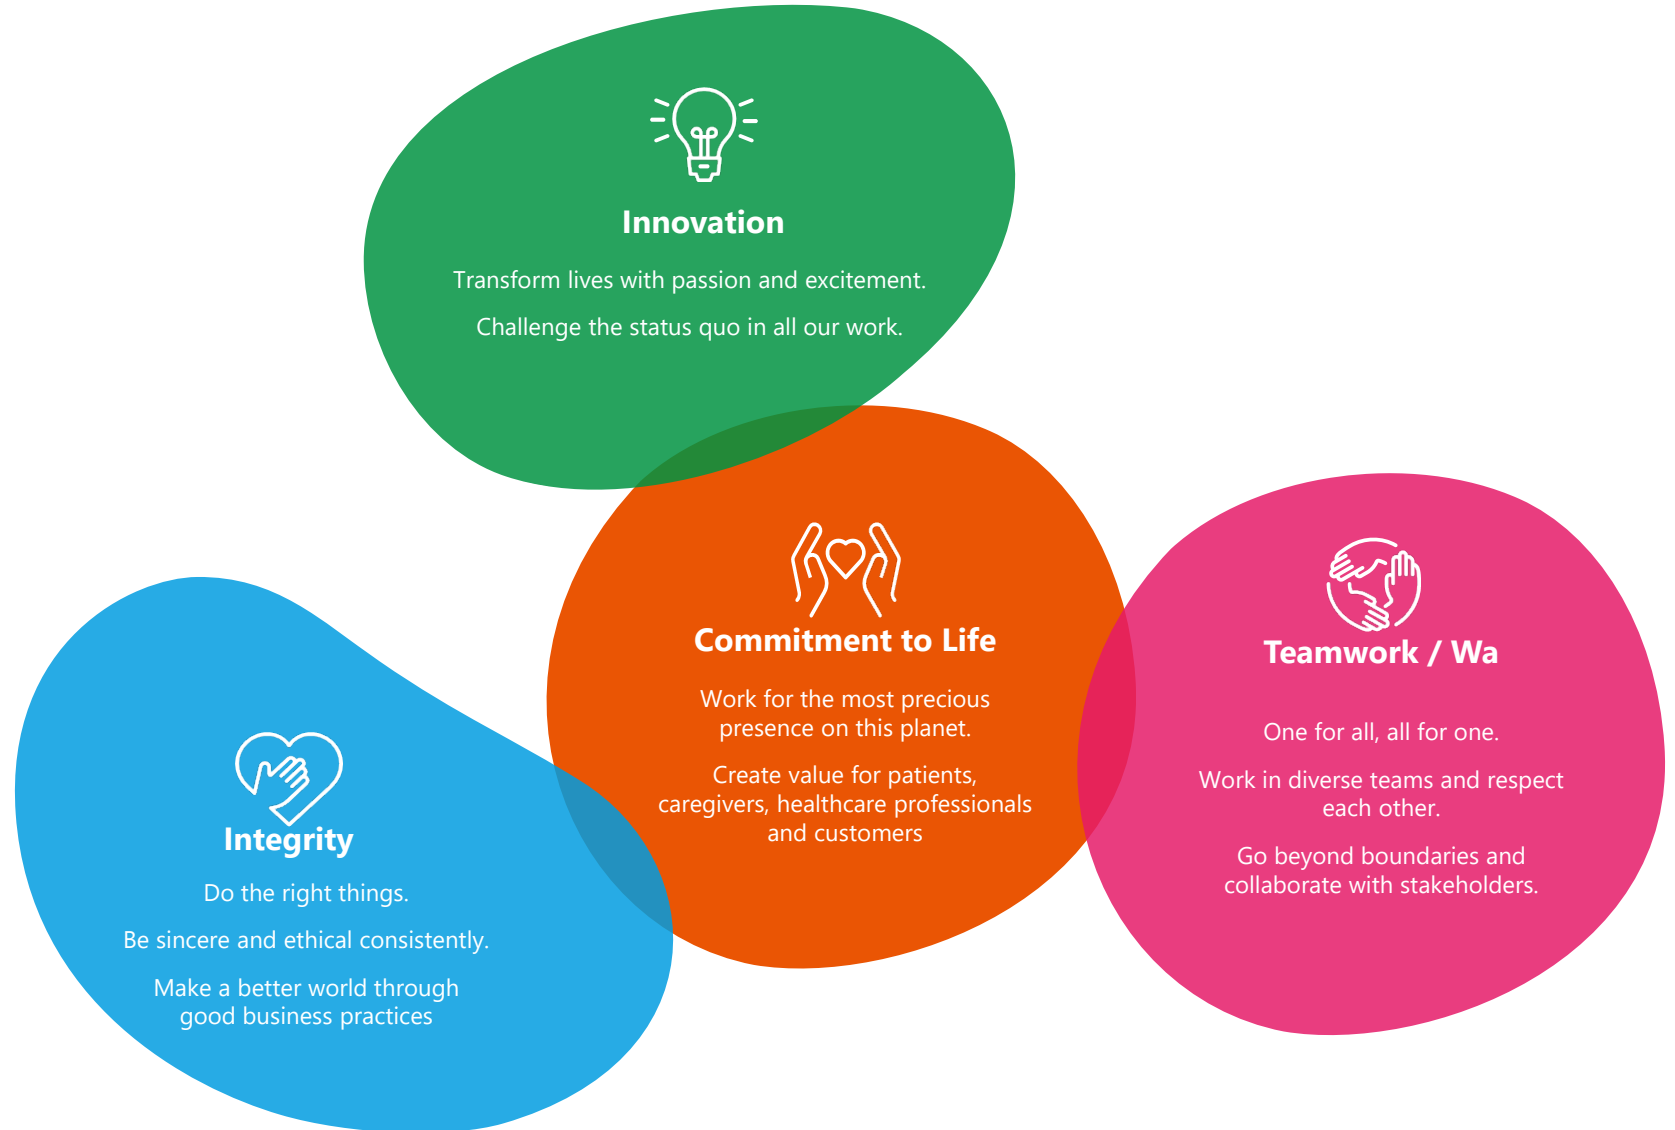 Innovation
Transform lives with passion and excitement.
Challenge the status quo in all our work.
Commitment to Life
Work for the most precious
presence on this planet.
Create value for patients,
caregivers, healthcare professionals
and customers
Teamwork / Wa
One for all, all for one.
Work in diverse teams and respect
each other.
Go beyond boundaries and
collaborate with stakeholders.
Integrity
Do the right things.
Be sincere and ethical consistently.
Make a better world through
good business practices